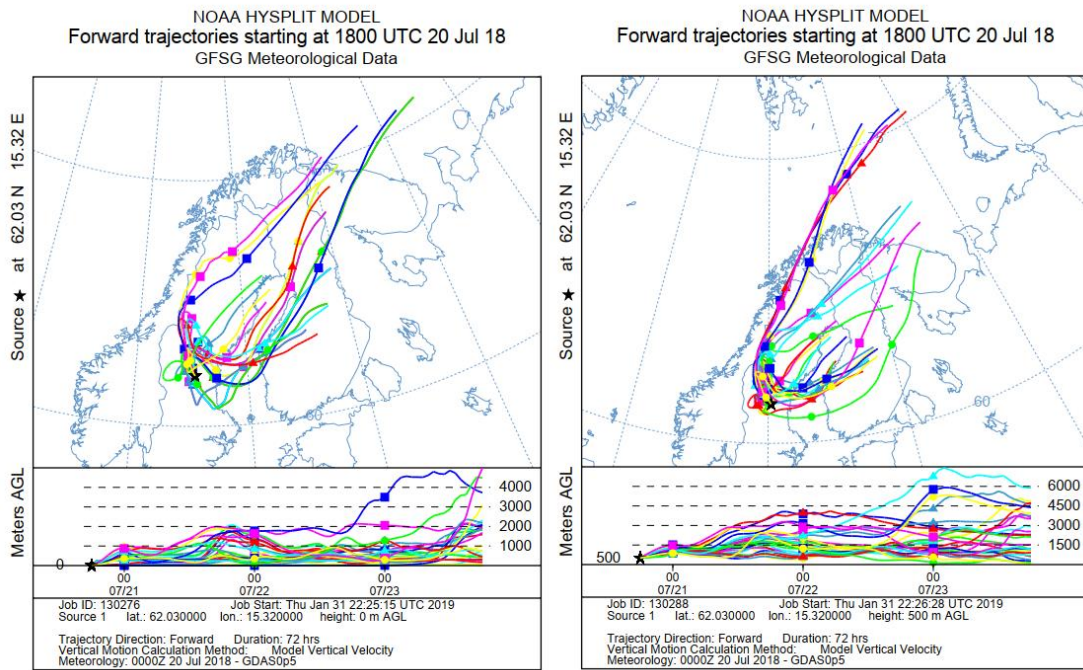 NOAA HYSPLIT MODEL
Forward trajectories starting at 1800 UTC 20 Jul 18
GFSG Meteorological Data
Source ★ at 62.03 N 15.32 E
70
60
Meters AGL
4000
3000
2000
1000
0
00 00 00
07/21 07/22 07/23
Job ID: 130276 Job Start: Thu Jan 31 22:25:15 UTC 2019
Source 1 lat.: 62.030000 lon.: 15.320000 height: 0 m AGL
Trajectory Direction: Forward Duration: 72 hrs
Vertical Motion Calculation Method: Model Vertical Velocity
Meteorology: 0000Z 20 Jul 2018 - GDAS0p5
NOAA HYSPLIT MODEL
Forward trajectories starting at 1800 UTC 20 Jul 18
GFSG Meteorological Data
Source ★ at 62.03 N 15.32 E
60
Meters AGL
6000
4500
3000
1500
500
00 00 00
07/21 07/22 07/23
Job ID: 130288 Job Start: Thu Jan 31 22:26:28 UTC 2019
Source 1 lat.: 62.030000 lon.: 15.320000 height: 500 m AGL
Trajectory Direction: Forward Duration: 72 hrs
Vertical Motion Calculation Method: Model Vertical Velocity
Meteorology: 0000Z 20 Jul 2018 - GDAS0p5